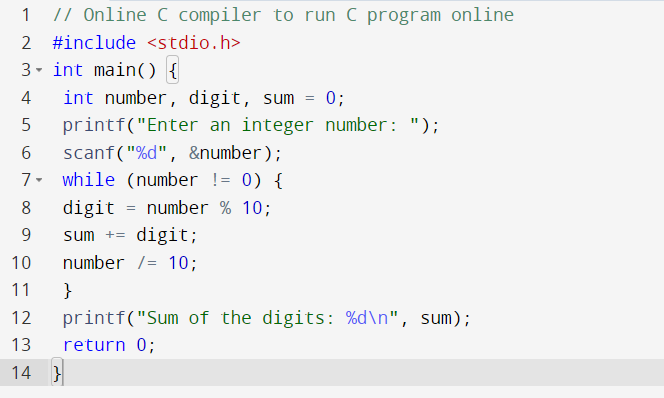 1 // Online C compiler to run C program online
2 #include <stdio.h>
3 int main() {
4 int number, digit, sum = 0;
5 printf("Enter an integer number: ");
6 scanf("%d", &number);
7 while (number != 0) {
8 digit = number % 10;
9 sum += digit;
10 number /= 10;
11 }
12 printf("Sum of the digits: %d\n", sum);
13 return 0;
14 }